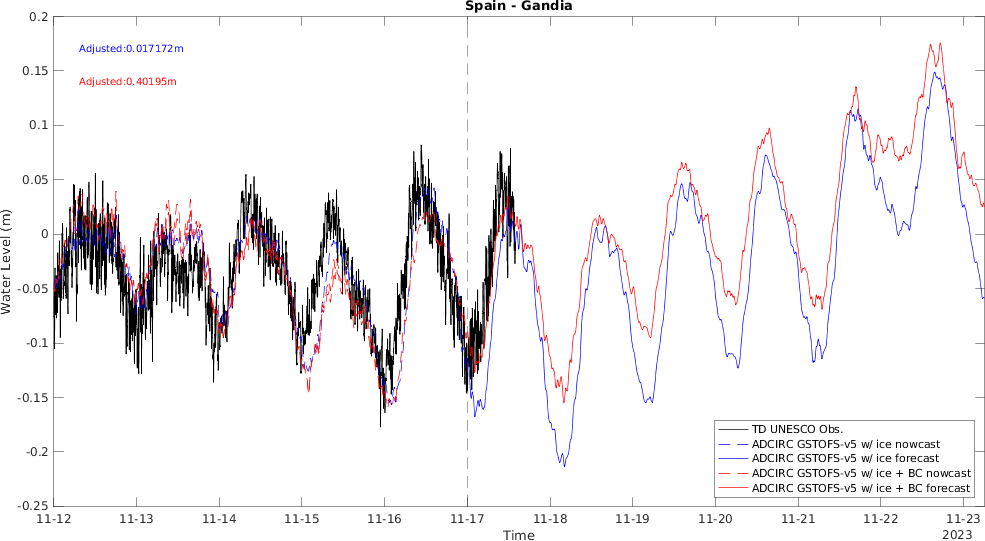 Spain - Gandia
0.2
0.15
0.1
0.05
0
-0.05
-0.1
-0.15
-0.2
-0.25
Water Level (m)
Adjusted:0.017172m
Adjusted:0.40195m
TD UNESCO Obs.
ADCIRC GSTOFS-v5 w/ ice nowcast
ADCIRC GSTOFS-v5 w/ ice forecast
ADCIRC GSTOFS-v5 w/ ice + BC nowcast
ADCIRC GSTOFS-v5 w/ ice + BC forecast
11-12 11-13 11-14 11-15 11-16 11-17 11-18 11-19 11-20 11-21 11-22 11-23
Time
2023